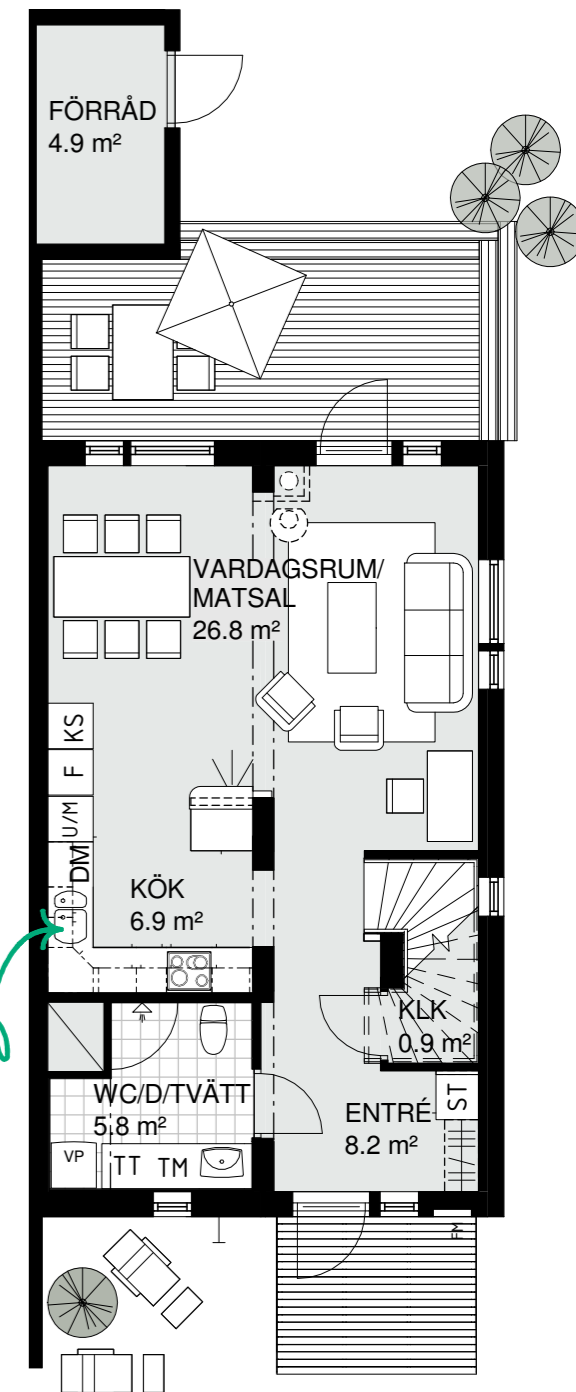 FÖRRÅD
4.9 m²
VARDAGSRUM/
MATSAL
26.8 m²
KS
F
U/M
DM
KÖK
6.9 m²
KLK
0.9 m²
WC/D/TVÄTT
5.8 m²
ENTRÉ
8.2 m²
ST
VP
TT TM
FM